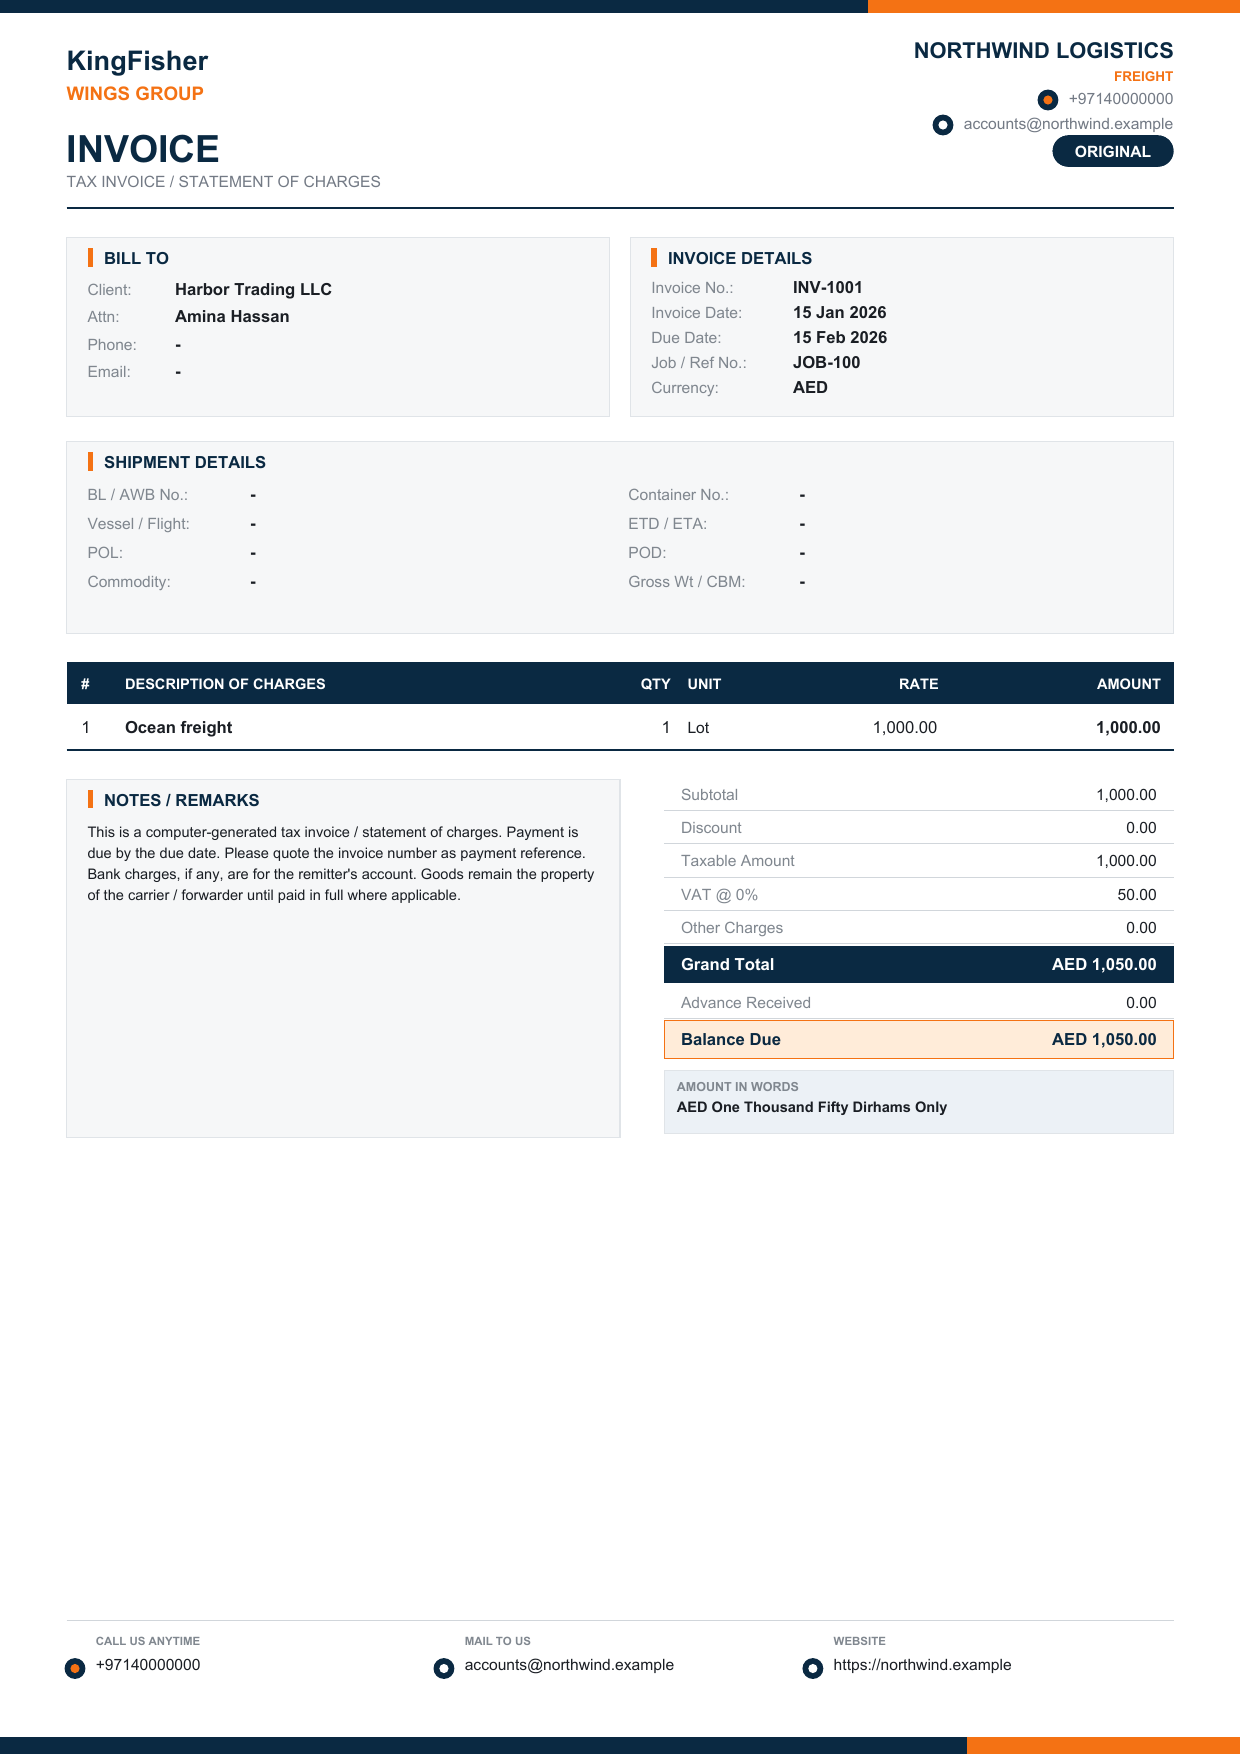 KingFisher
WINGS GROUP
NORTHWIND LOGISTICS
FREIGHT
+97140000000
accounts@northwind.example
ORIGINAL
INVOICE
TAX INVOICE / STATEMENT OF CHARGES
BILL TO
Client: Harbor Trading LLC
Attn: Amina Hassan
Phone: -
Email: -
INVOICE DETAILS
Invoice No.: INV-1001
Invoice Date: 15 Jan 2026
Due Date: 15 Feb 2026
Job / Ref No.: JOB-100
Currency: AED
SHIPMENT DETAILS
BL / AWB No.: - Container No.: -
Vessel / Flight: - ETD / ETA: -
POL: - POD: -
Commodity: - Gross Wt / CBM: -
# DESCRIPTION OF CHARGES QTY UNIT RATE AMOUNT
1 Ocean freight 1 Lot 1,000.00 1,000.00
NOTES / REMARKS
This is a computer-generated tax invoice / statement of charges. Payment is
due by the due date. Please quote the invoice number as payment reference.
Bank charges, if any, are for the remitter's account. Goods remain the property
of the carrier / forwarder until paid in full where applicable.
Subtotal 1,000.00
Discount 0.00
Taxable Amount 1,000.00
VAT @ 0% 50.00
Other Charges 0.00
Grand Total AED 1,050.00
Advance Received 0.00
Balance Due AED 1,050.00
AMOUNT IN WORDS
AED One Thousand Fifty Dirhams Only
CALL US ANYTIME
+97140000000
MAIL TO US
accounts@northwind.example
WEBSITE
https://northwind.example